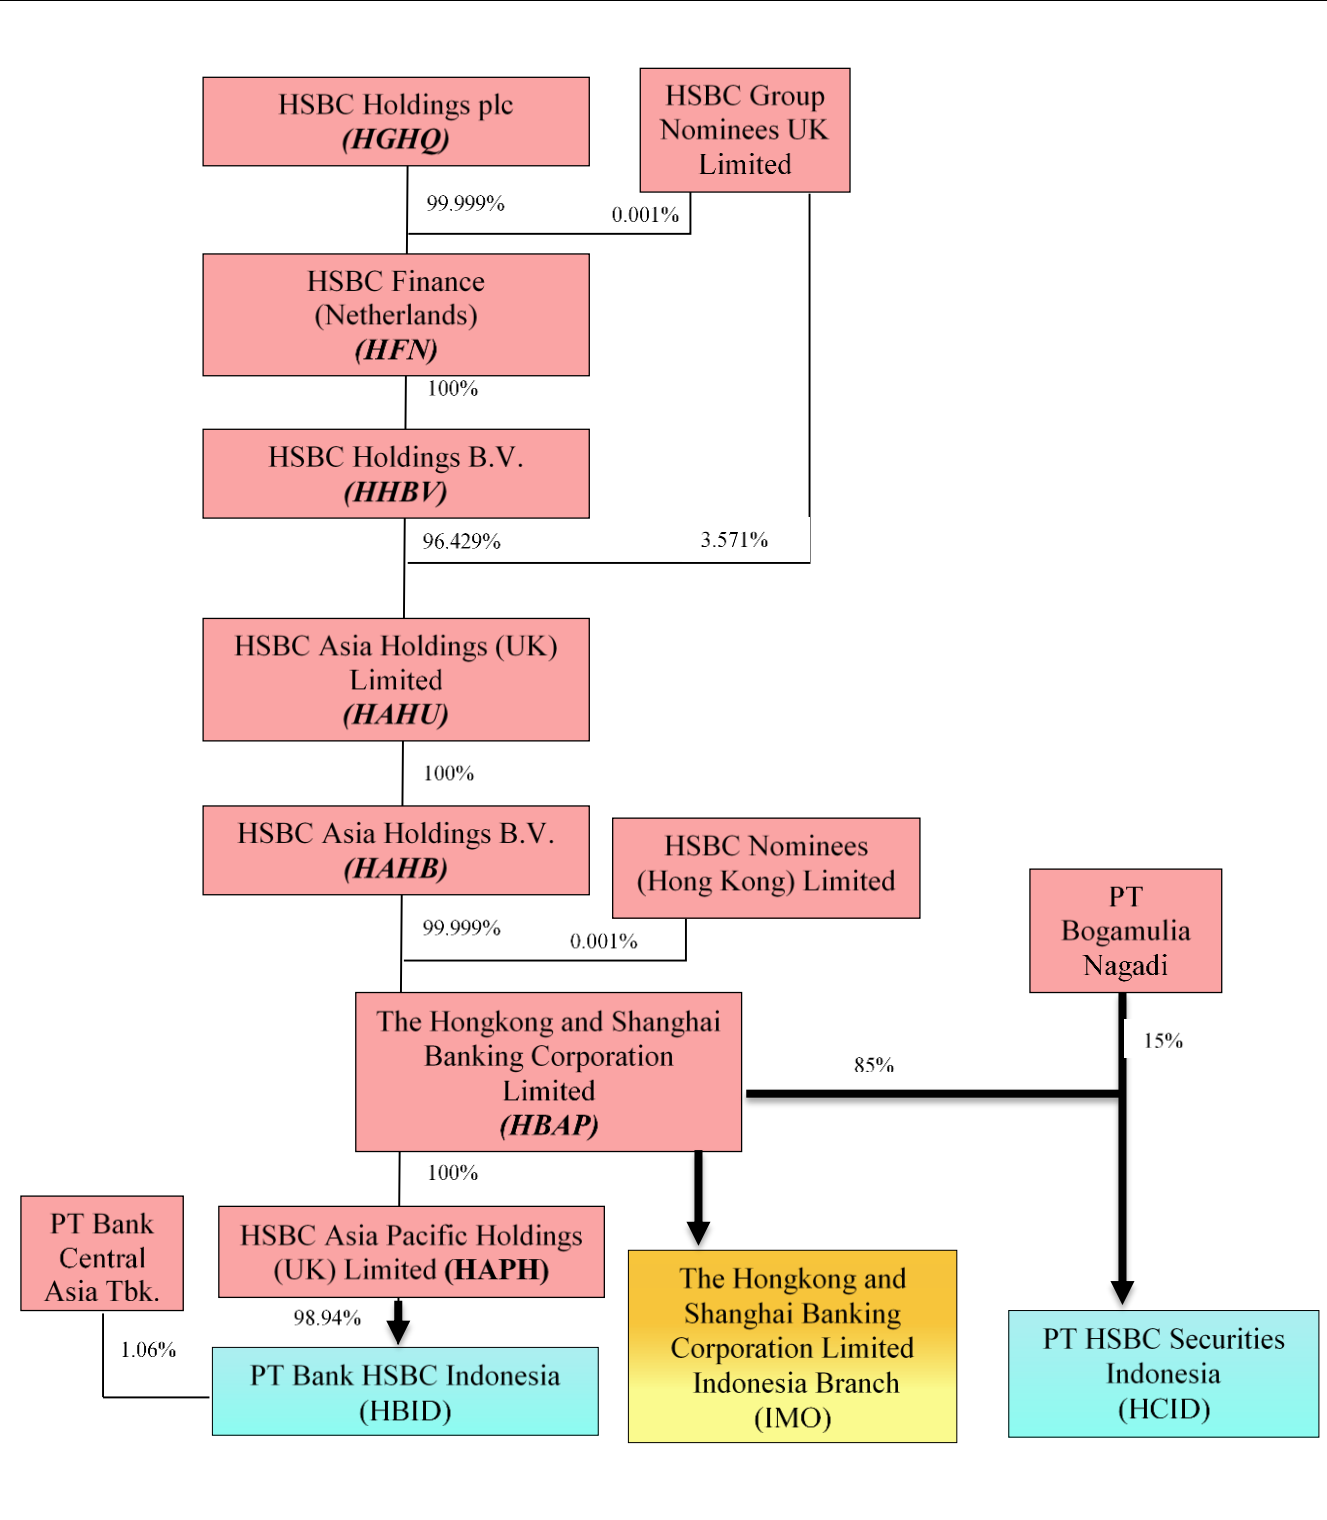 HSBC Holdings plc
(HGHQ)
HSBC Group
Nominees UK
Limited
99.999%
0.001%
HSBC Finance
(Netherlands)
(HFN)
100%
HSBC Holdings B.V.
(HHBV)
96.429%
3.571%
HSBC Asia Holdings (UK)
Limited
(HAHU)
100%
HSBC Asia Holdings B.V.
(HAHB)
HSBC Nominees
(Hong Kong) Limited
PT
Bogamulia
Nagadi
99.999%
0.001%
The Hongkong and Shanghai
Banking Corporation
Limited
(HBAP)
85%
15%
100%
PT Bank
Central
Asia Tbk.
HSBC Asia Pacific Holdings
(UK) Limited (HAPH)
98.94%
1.06%
PT Bank HSBC Indonesia
(HBID)
The Hongkong and
Shanghai Banking
Corporation Limited
Indonesia Branch
(IMO)
PT HSBC Securities
Indonesia
(HCID)